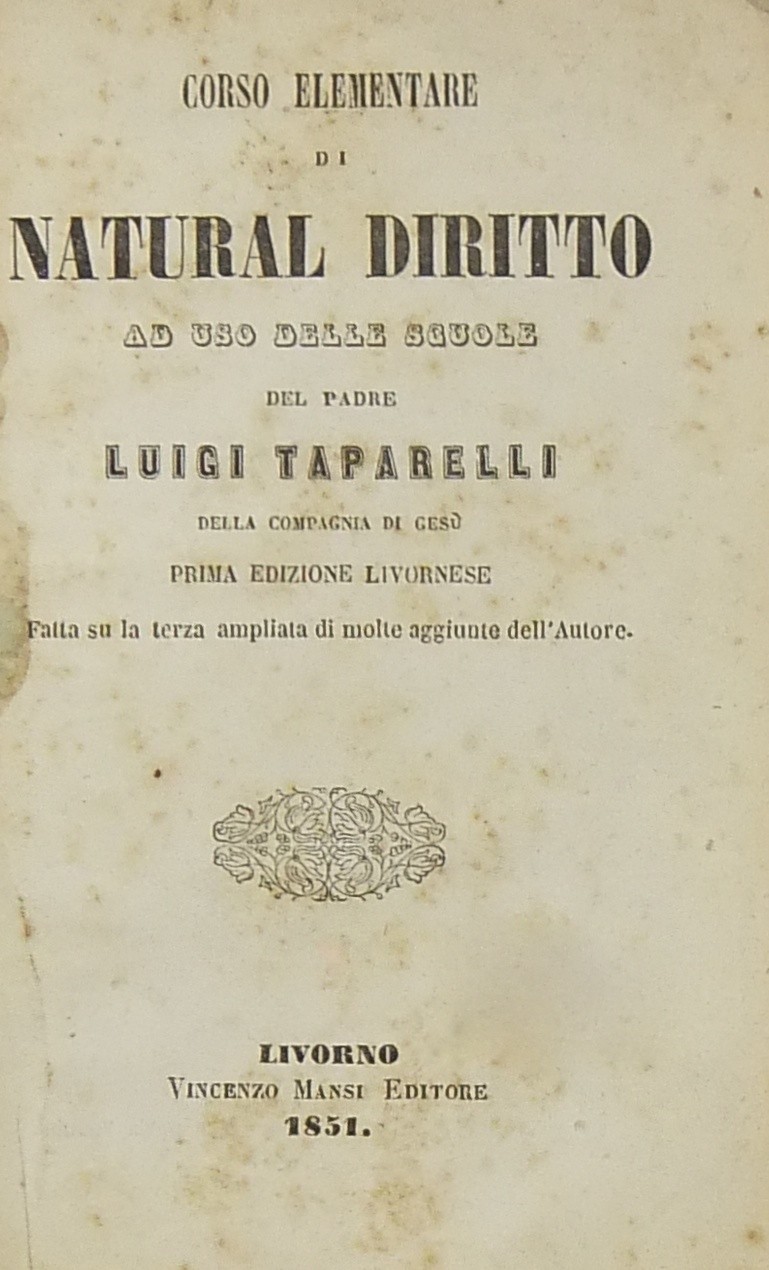 CORSO ELEMENTARE
DI
NATURAL DIRITTO
AD USO DELLE SCUOLE
DEL PADRE
LUIGI TAPARELLI
DELLA COMPAGNIA DI GESÙ
PRIMA EDIZIONE LIVORNESE
Fatta su la terza ampliata di molte aggiunte dell'Autore.
LIVORNO
VINCENZO MANSI EDITORE
1851.